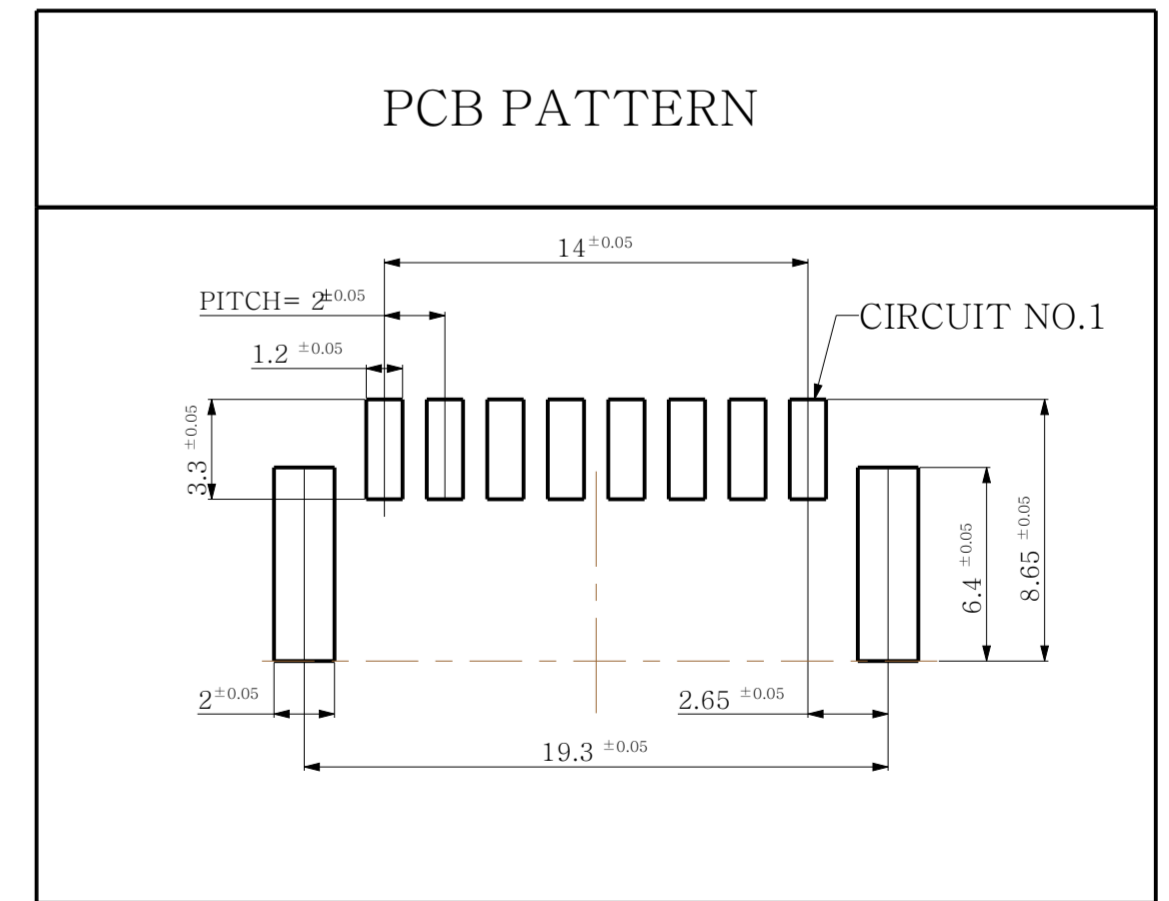 PCB PATTERN
14±0.05
PITCH= 2±0.05
CIRCUIT NO.1
1.2 ±0.05
3.3 ±0.05
6.4 ±0.05
8.65 ±0.05
2±0.05
2.65 ±0.05
19.3 ±0.05